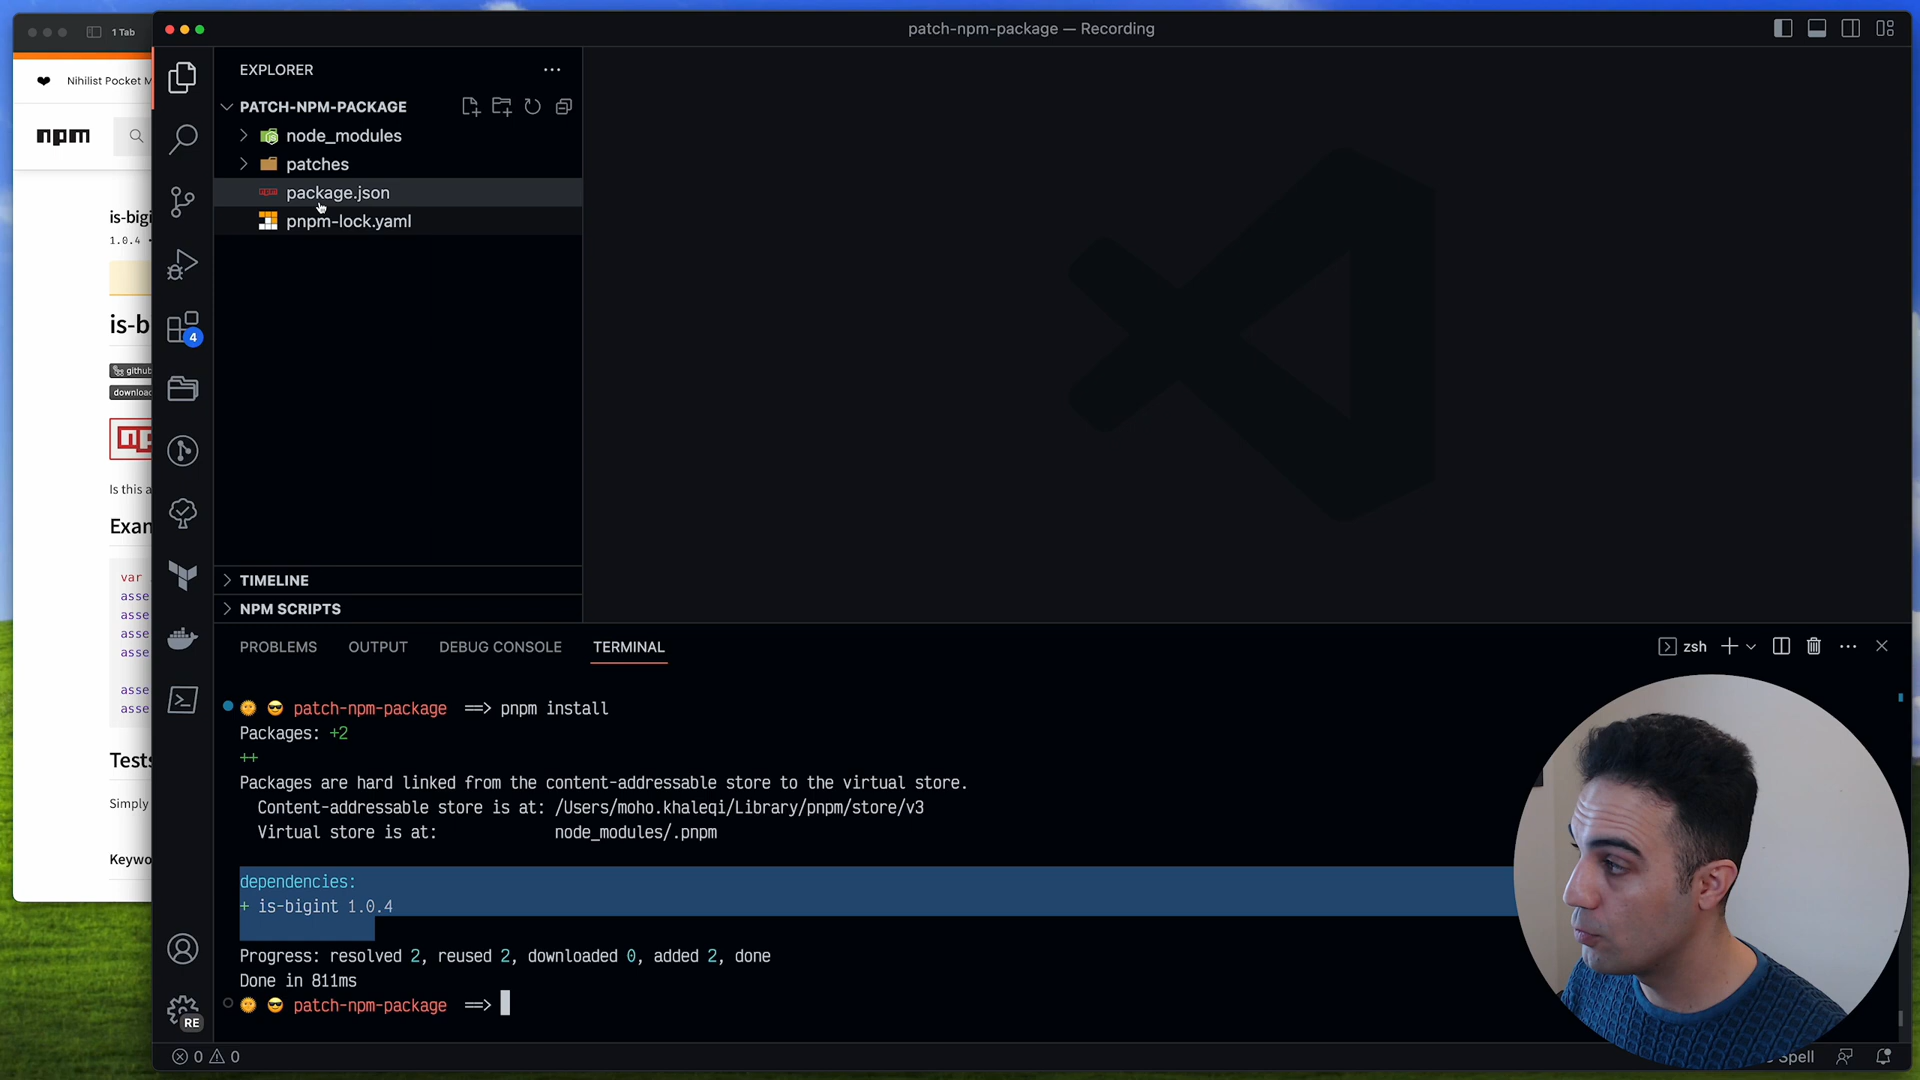 1 Tab
patch-npm-package — Recording
Nihilist Pocket M
npm
is-bigi
1.0.4
is-b
github
download
Is this a
Exam
var
asse
asse
asse
asse
asse
asse
Tests
Simply
Keywo
EXPLORER
PATCH-NPM-PACKAGE
node_modules
patches
package.json
pnpm-lock.yaml
4
TIMELINE
NPM SCRIPTS
RE
PROBLEMS
OUTPUT
DEBUG CONSOLE
TERMINAL
zsh
patch-npm-package ==> pnpm install
Packages: +2
++
Packages are hard linked from the content-addressable store to the virtual store.
Content-addressable store is at: /Users/moho.khaleqi/Library/pnpm/store/v3
Virtual store is at: node_modules/.pnpm
dependencies:
+ is-bigint 1.0.4
Progress: resolved 2, reused 2, downloaded 0, added 2, done
Done in 811ms
patch-npm-package ==>
0 0
Spell